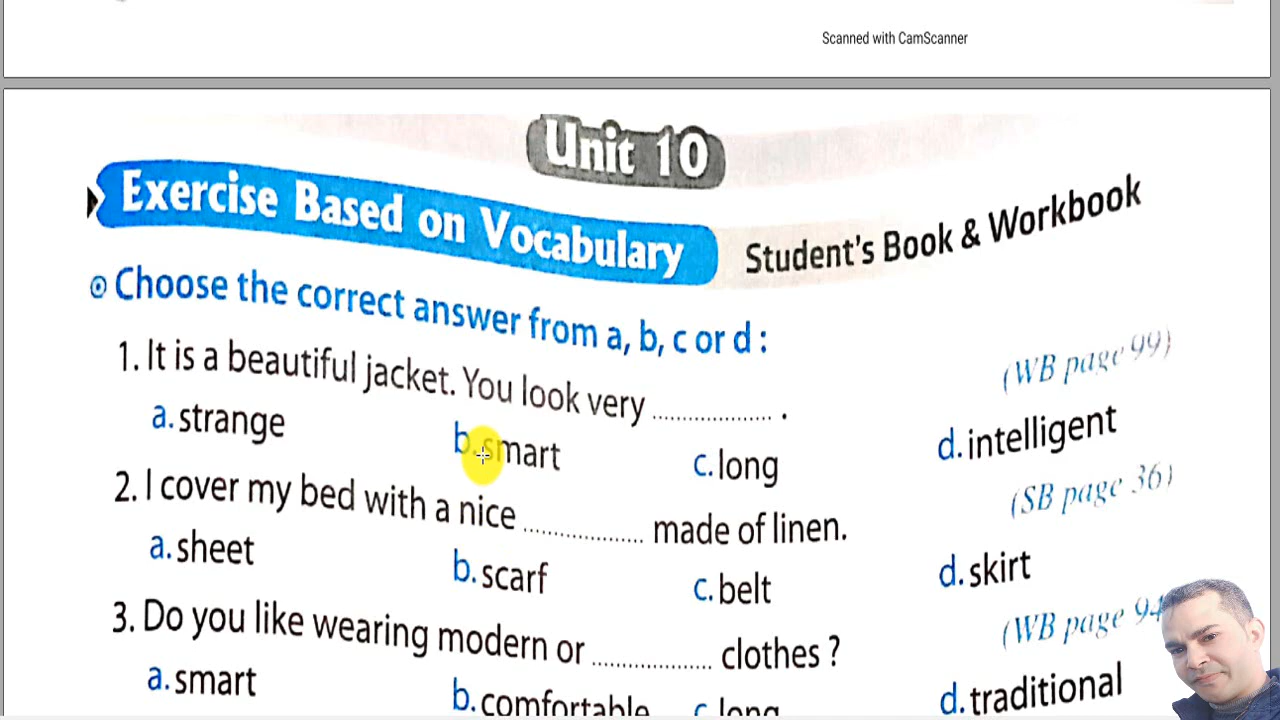 Scanned with CamScanner
Unit 10
Exercise Based on Vocabulary Student's Book & Workbook
Choose the correct answer from a, b, c or d :
1. It is a beautiful jacket. You look very .................... . (WB page 99)
a. strange b. smart c. long d. intelligent
2. I cover my bed with a nice .................... made of linen. (SB page 36)
a. sheet b. scarf c. belt d. skirt
3. Do you like wearing modern or .................... clothes ? (WB page 94
a. smart b. comfortable c. long d. traditional